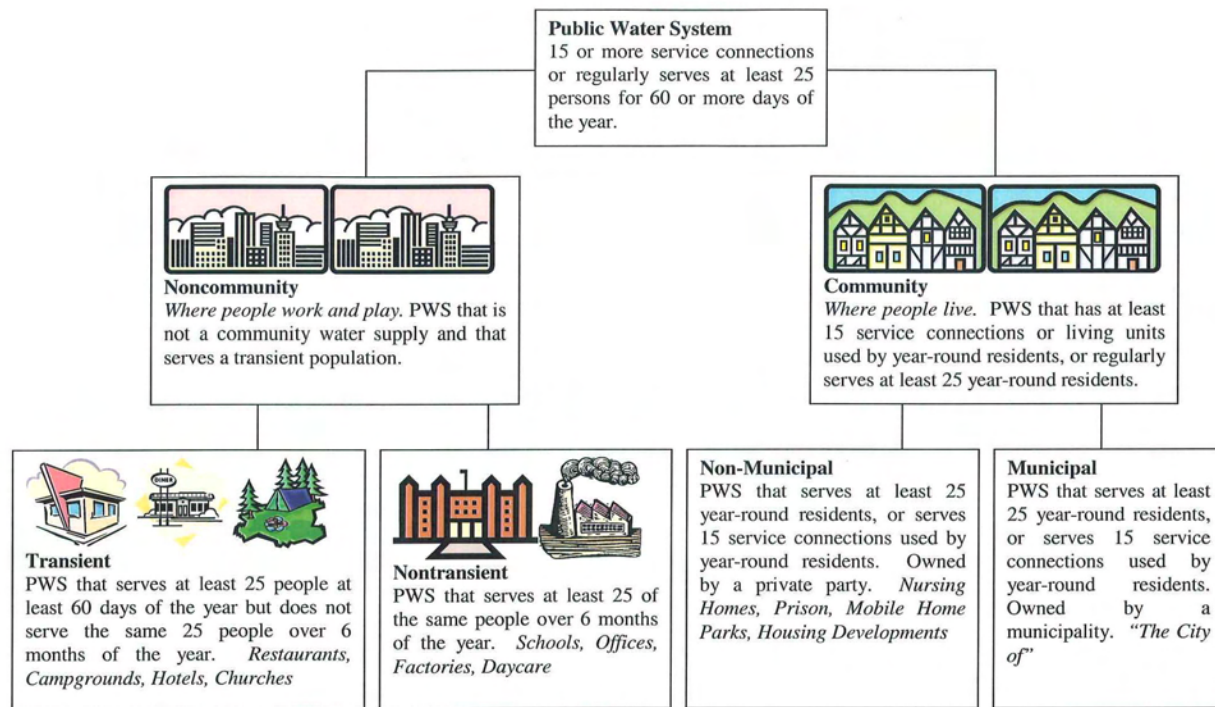 Public Water System
15 or more service connections
or regularly serves at least 25
persons for 60 or more days of
the year.
Noncommunity
Where people work and play. PWS that is
not a community water supply and that
serves a transient population.
Community
Where people live. PWS that has at least
15 service connections or living units
used by year-round residents, or regularly
serves at least 25 year-round residents.
DINER
Transient
PWS that serves at least 25 people at
least 60 days of the year but does not
serve the same 25 people over 6
months of the year. Restaurants,
Campgrounds, Hotels, Churches
Nontransient
PWS that serves at least 25 of
the same people over 6 months
of the year. Schools, Offices,
Factories, Daycare
Non-Municipal
PWS that serves at least 25
year-round residents, or serves
15 service connections used by
year-round residents. Owned
by a private party. Nursing
Homes, Prison, Mobile Home
Parks, Housing Developments
Municipal
PWS that serves at least
25 year-round residents,
or serves 15 service
connections used by
year-round residents.
Owned by a
municipality. “The City
of”